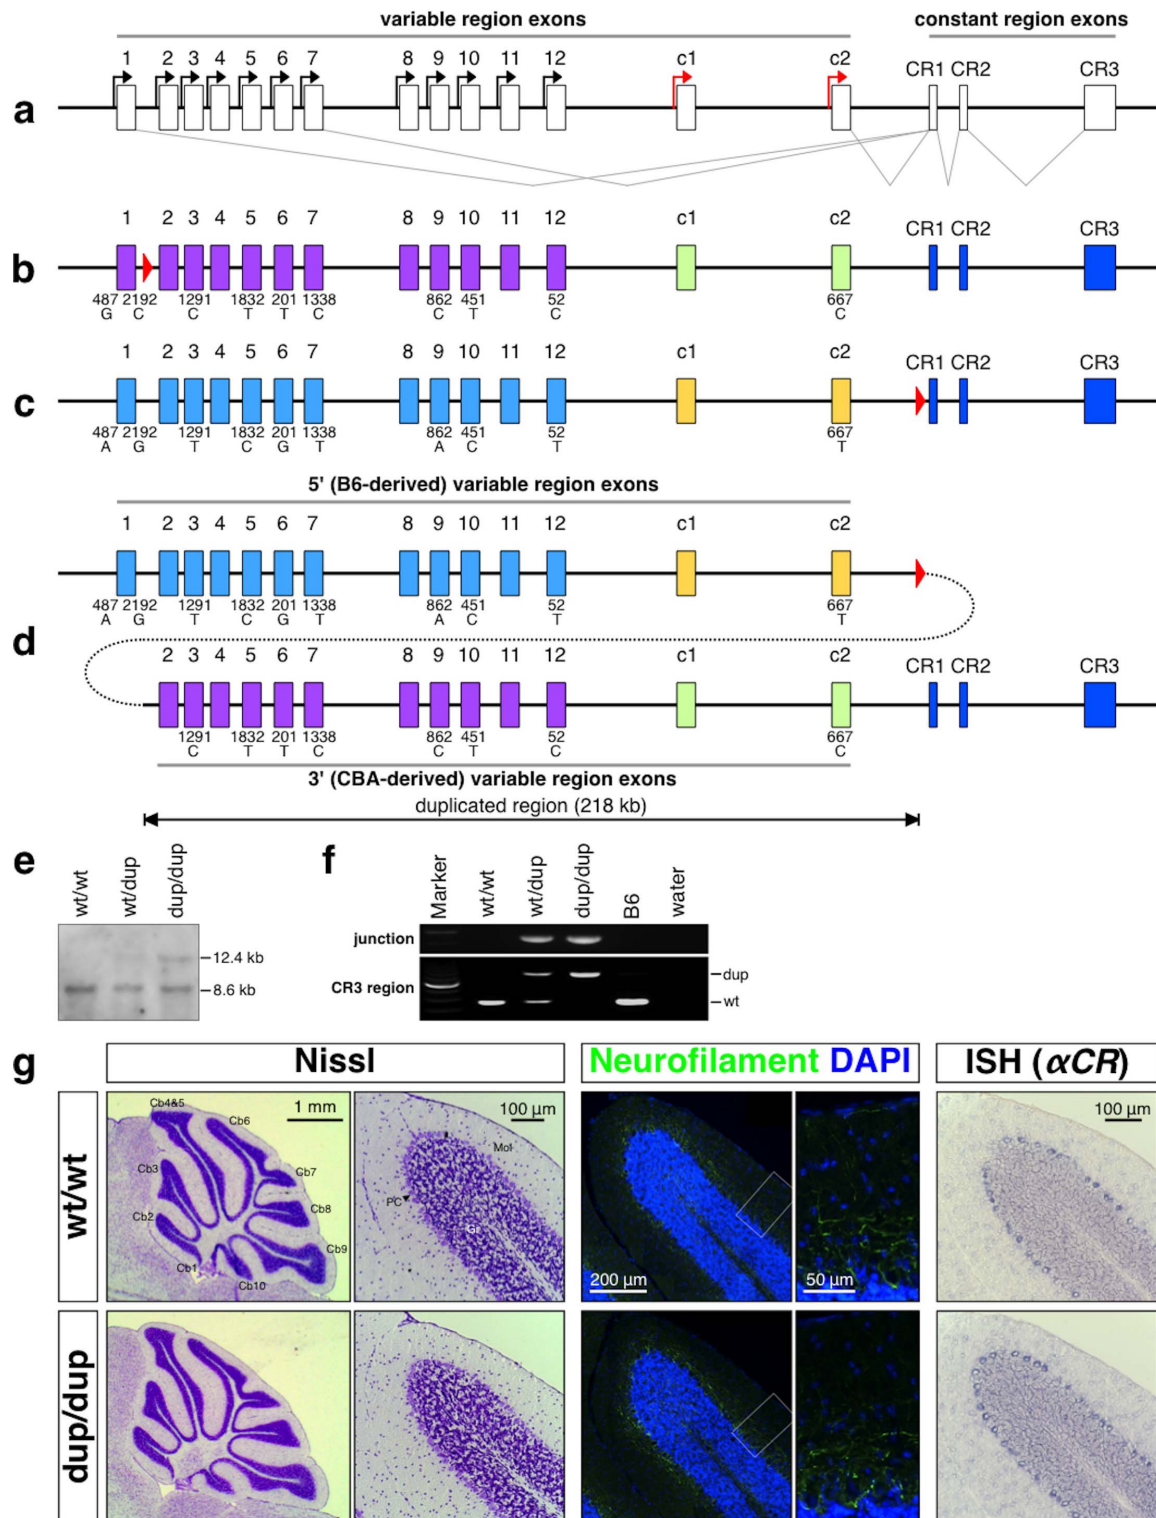 variable region exons constant region exons
1 2 3 4 5 6 7 8 9 10 11 12 c1 c2 CR1 CR2 CR3
a
1 2 3 4 5 6 7 8 9 10 11 12 c1 c2 CR1 CR2 CR3
b
487 2192 1291 1832 201 1338 862 451 52 667
G C C T T C C T C C
1 2 3 4 5 6 7 8 9 10 11 12 c1 c2 CR1 CR2 CR3
c
487 2192 1291 1832 201 1338 862 451 52 667
A G T C G T A C T T
5' (B6-derived) variable region exons
1 2 3 4 5 6 7 8 9 10 11 12 c1 c2
487 2192 1291 1832 201 1338 862 451 52 667
A G T C G T A C T T
d
2 3 4 5 6 7 8 9 10 11 12 c1 c2 CR1 CR2 CR3
1291 1832 201 1338 862 451 52 667
C T T C C T C C
3' (CBA-derived) variable region exons
duplicated region (218 kb)
e
wt/wt wt/dup dup/dup
12.4 kb
8.6 kb
f
Marker wt/wt wt/dup dup/dup B6 water
junction
CR3 region
dup
wt
g
Nissl Neurofilament DAPI ISH (αCR)
wt/wt
Cb4&5 1 mm
Cb6
Cb3 Cb7
Cb2 Cb8
Cb9
Cb1
Cb10
100 µm
Mol
PC
Gr
200 µm
50 µm
100 µm
dup/dup